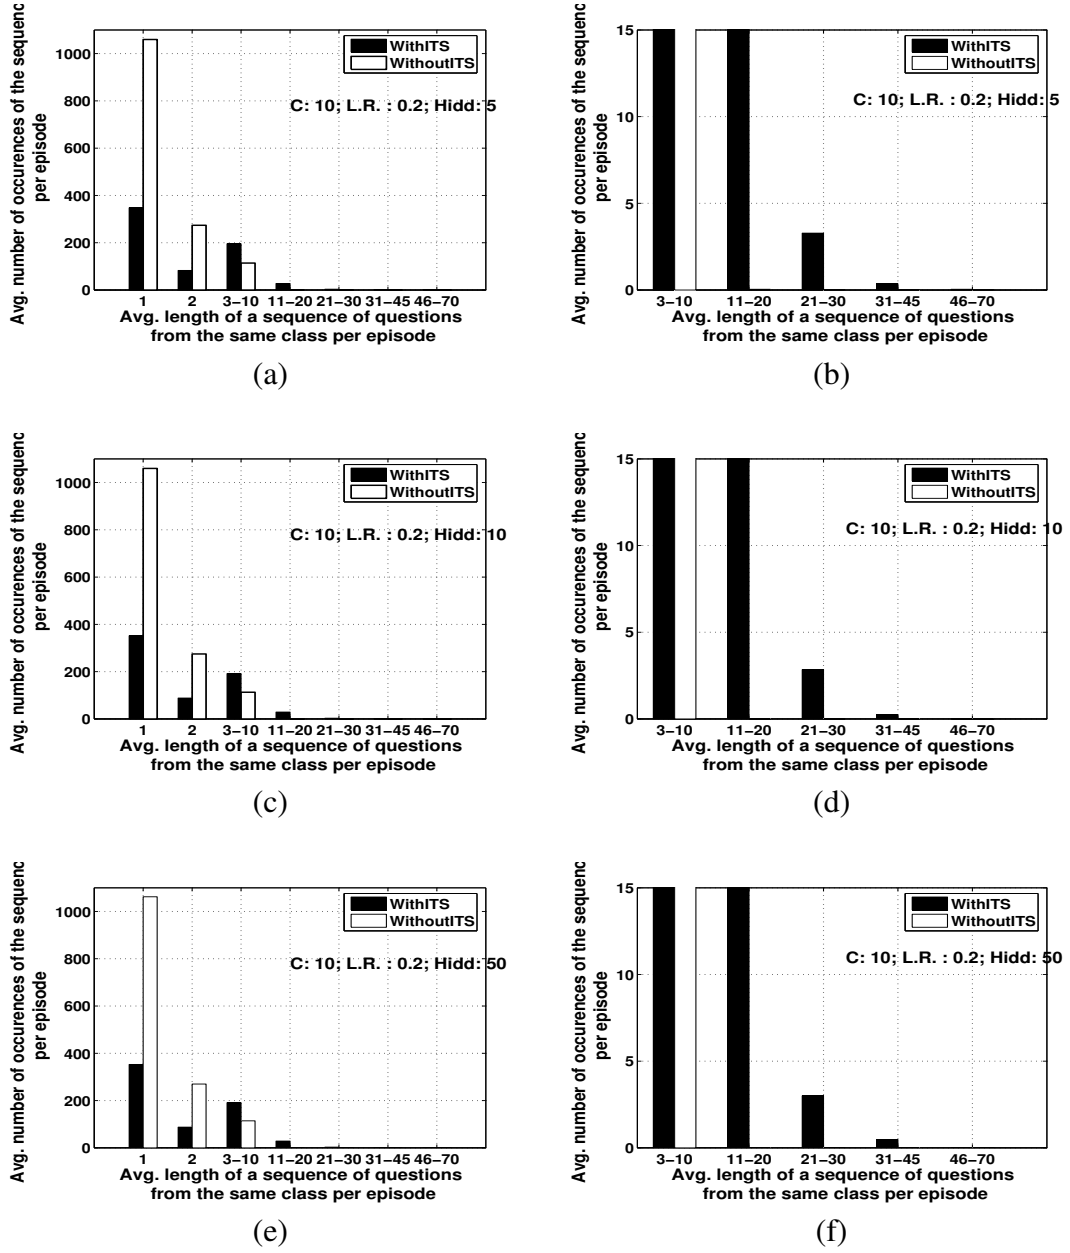 Avg. number of occurences of the sequenc
per episode
1000
800
600
400
200
0
WithITS
WithoutITS
C: 10; L.R. : 0.2; Hidd: 5
1 2 3-10 11-20 21-30 31-45 46-70
Avg. length of a sequence of questions
from the same class per episode
(a)
Avg. number of occurences of the sequenc
per episode
15
10
5
0
WithITS
WithoutITS
C: 10; L.R. : 0.2; Hidd: 5
3-10 11-20 21-30 31-45 46-70
Avg. length of a sequence of questions
from the same class per episode
(b)
Avg. number of occurences of the sequenc
per episode
1000
800
600
400
200
0
WithITS
WithoutITS
C: 10; L.R. : 0.2; Hidd: 10
1 2 3-10 11-20 21-30 31-45 46-70
Avg. length of a sequence of questions
from the same class per episode
(c)
Avg. number of occurences of the sequenc
per episode
15
10
5
0
WithITS
WithoutITS
C: 10; L.R. : 0.2; Hidd: 10
3-10 11-20 21-30 31-45 46-70
Avg. length of a sequence of questions
from the same class per episode
(d)
Avg. number of occurences of the sequenc
per episode
1000
800
600
400
200
0
WithITS
WithoutITS
C: 10; L.R. : 0.2; Hidd: 50
1 2 3-10 11-20 21-30 31-45 46-70
Avg. length of a sequence of questions
from the same class per episode
(e)
Avg. number of occurences of the sequenc
per episode
15
10
5
0
WithITS
WithoutITS
C: 10; L.R. : 0.2; Hidd: 50
3-10 11-20 21-30 31-45 46-70
Avg. length of a sequence of questions
from the same class per episode
(f)